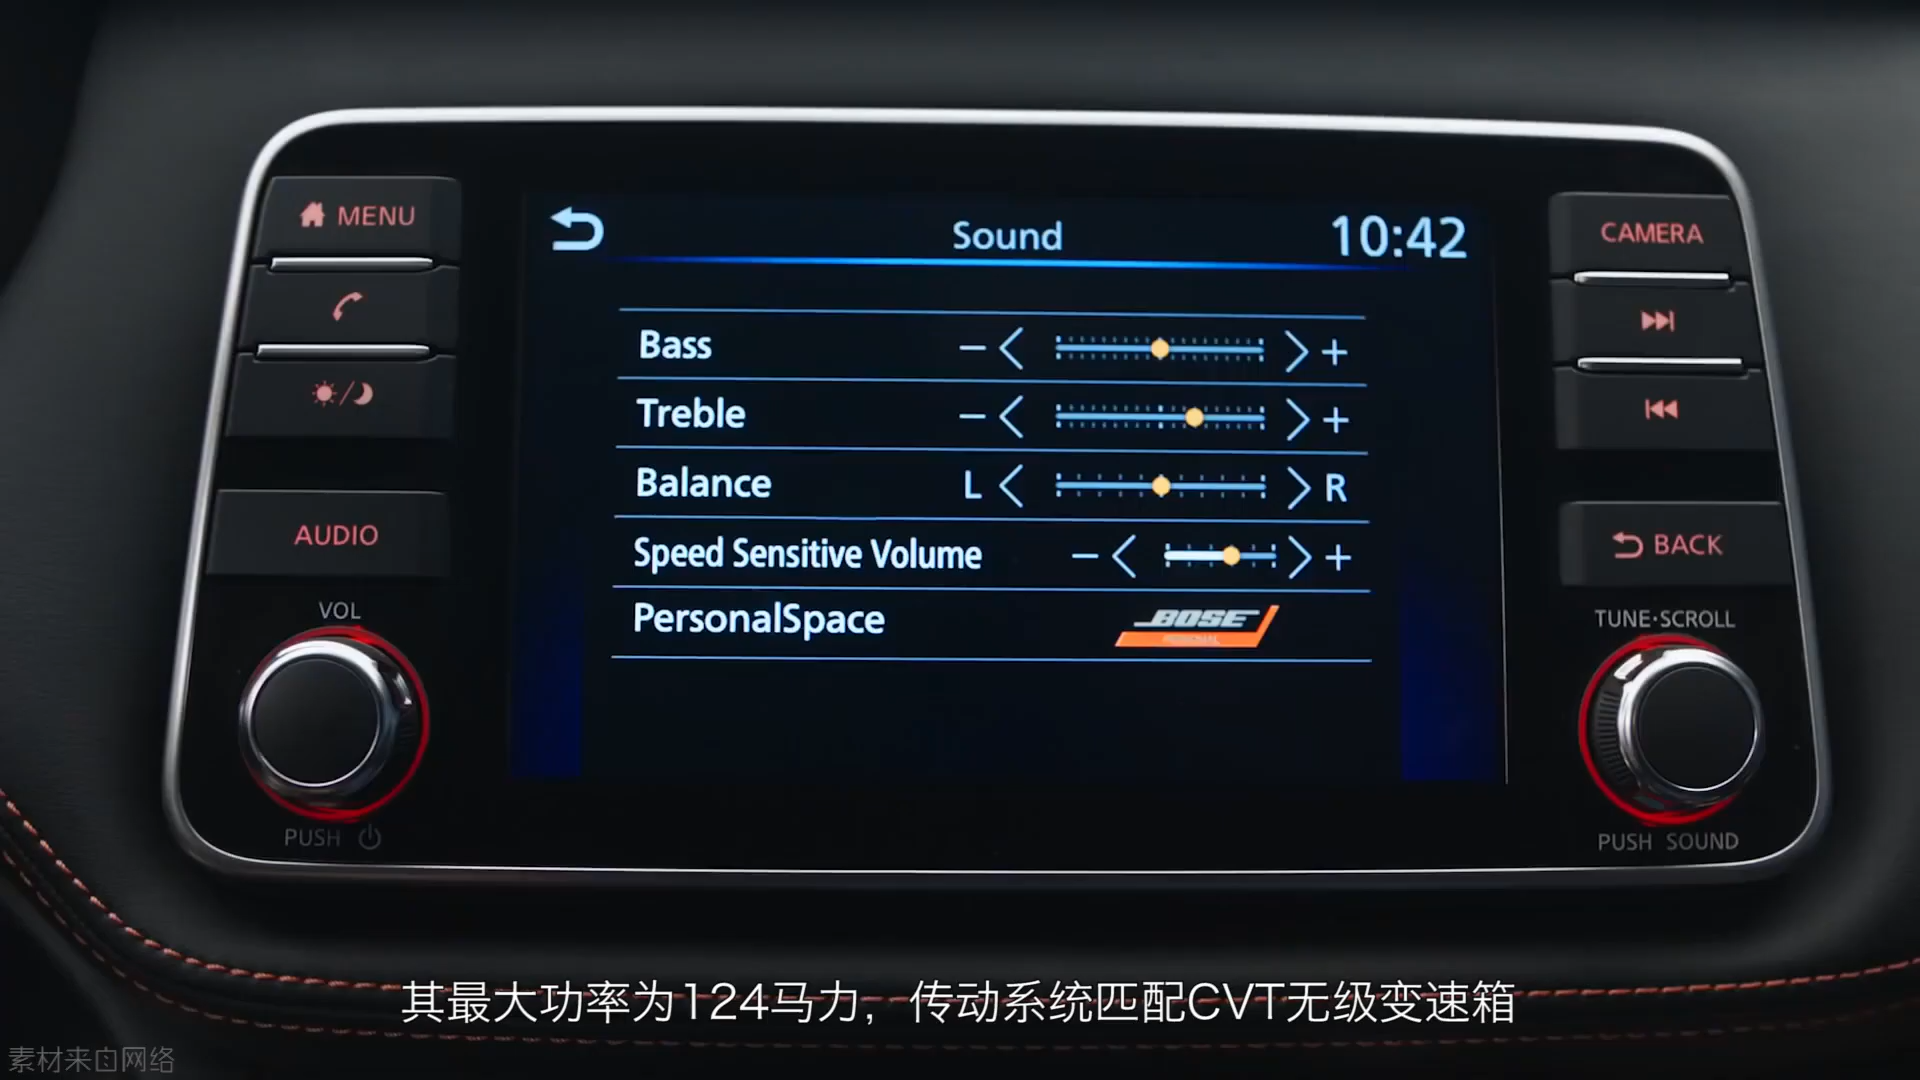 MENU
Sound
10:42
CAMERA
Bass - +
Treble - +
Balance L R
Speed Sensitive Volume - +
PersonalSpace BOSE
PERSONAL
AUDIO
BACK
VOL
TUNE·SCROLL
PUSH
PUSH SOUND
其最大功率为124马力，传动系统匹配CVT无级变速箱
素材来自网络